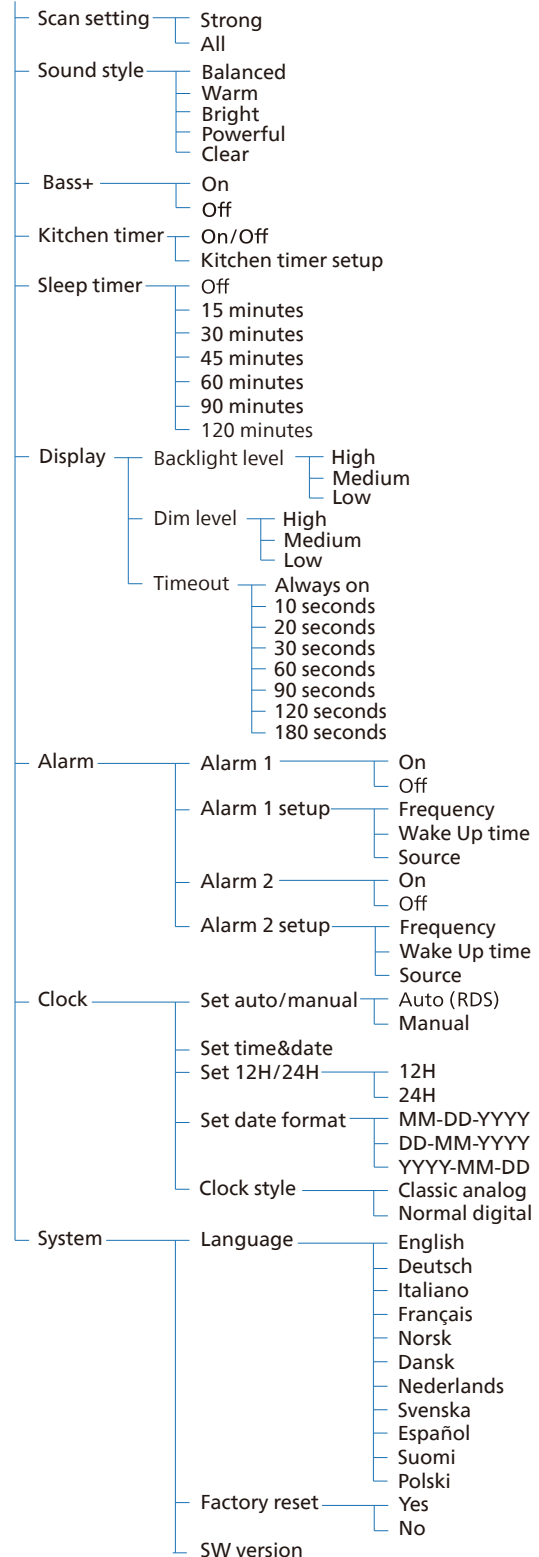 Scan setting Strong
All
Sound style Balanced
Warm
Bright
Powerful
Clear
Bass+ On
Off
Kitchen timer On/Off
Kitchen timer setup
Sleep timer Off
15 minutes
30 minutes
45 minutes
60 minutes
90 minutes
120 minutes
Display Backlight level High
Medium
Low
Dim level High
Medium
Low
Timeout Always on
10 seconds
20 seconds
30 seconds
60 seconds
90 seconds
120 seconds
180 seconds
Alarm Alarm 1 On
Off
Alarm 1 setup Frequency
Wake Up time
Source
Alarm 2 On
Off
Alarm 2 setup Frequency
Wake Up time
Source
Clock Set auto/manual Auto (RDS)
Manual
Set time&date
Set 12H/24H 12H
24H
Set date format MM-DD-YYYY
DD-MM-YYYY
YYYY-MM-DD
Clock style Classic analog
Normal digital
System Language English
Deutsch
Italiano
Français
Norsk
Dansk
Nederlands
Svenska
Español
Suomi
Polski
Factory reset Yes
No
SW version